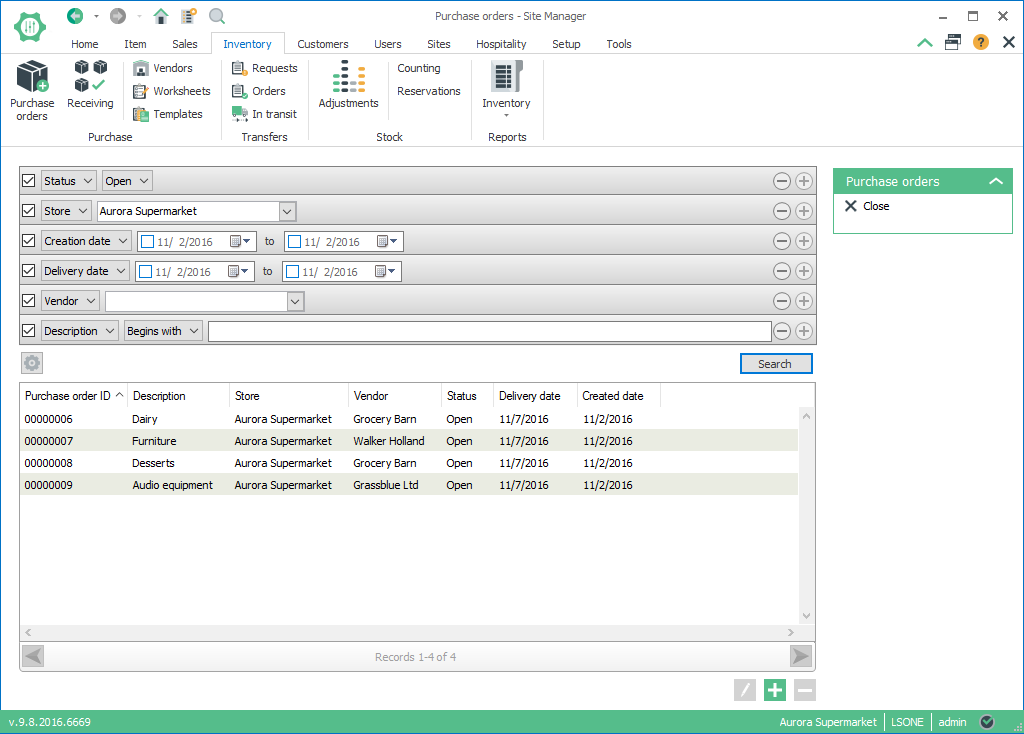 Purchase orders - Site Manager
Home Item Sales Inventory Customers Users Sites Hospitality Setup Tools
Purchase orders
Receiving
Vendors
Worksheets
Templates
Purchase
Requests
Orders
In transit
Transfers
Adjustments
Counting
Reservations
Stock
Inventory
Reports
Status Open
Store Aurora Supermarket
Creation date 11/ 2/2016 to 11/ 2/2016
Delivery date 11/ 2/2016 to 11/ 2/2016
Vendor
Description Begins with
Search
Purchase orders
Close
Purchase order ID Description Store Vendor Status Delivery date Created date
00000006 Dairy Aurora Supermarket Grocery Barn Open 11/7/2016 11/2/2016
00000007 Furniture Aurora Supermarket Walker Holland Open 11/7/2016 11/2/2016
00000008 Desserts Aurora Supermarket Grocery Barn Open 11/7/2016 11/2/2016
00000009 Audio equipment Aurora Supermarket Grassblue Ltd Open 11/7/2016 11/2/2016
Records 1-4 of 4
v.9.8.2016.6669 Aurora Supermarket LSONE admin